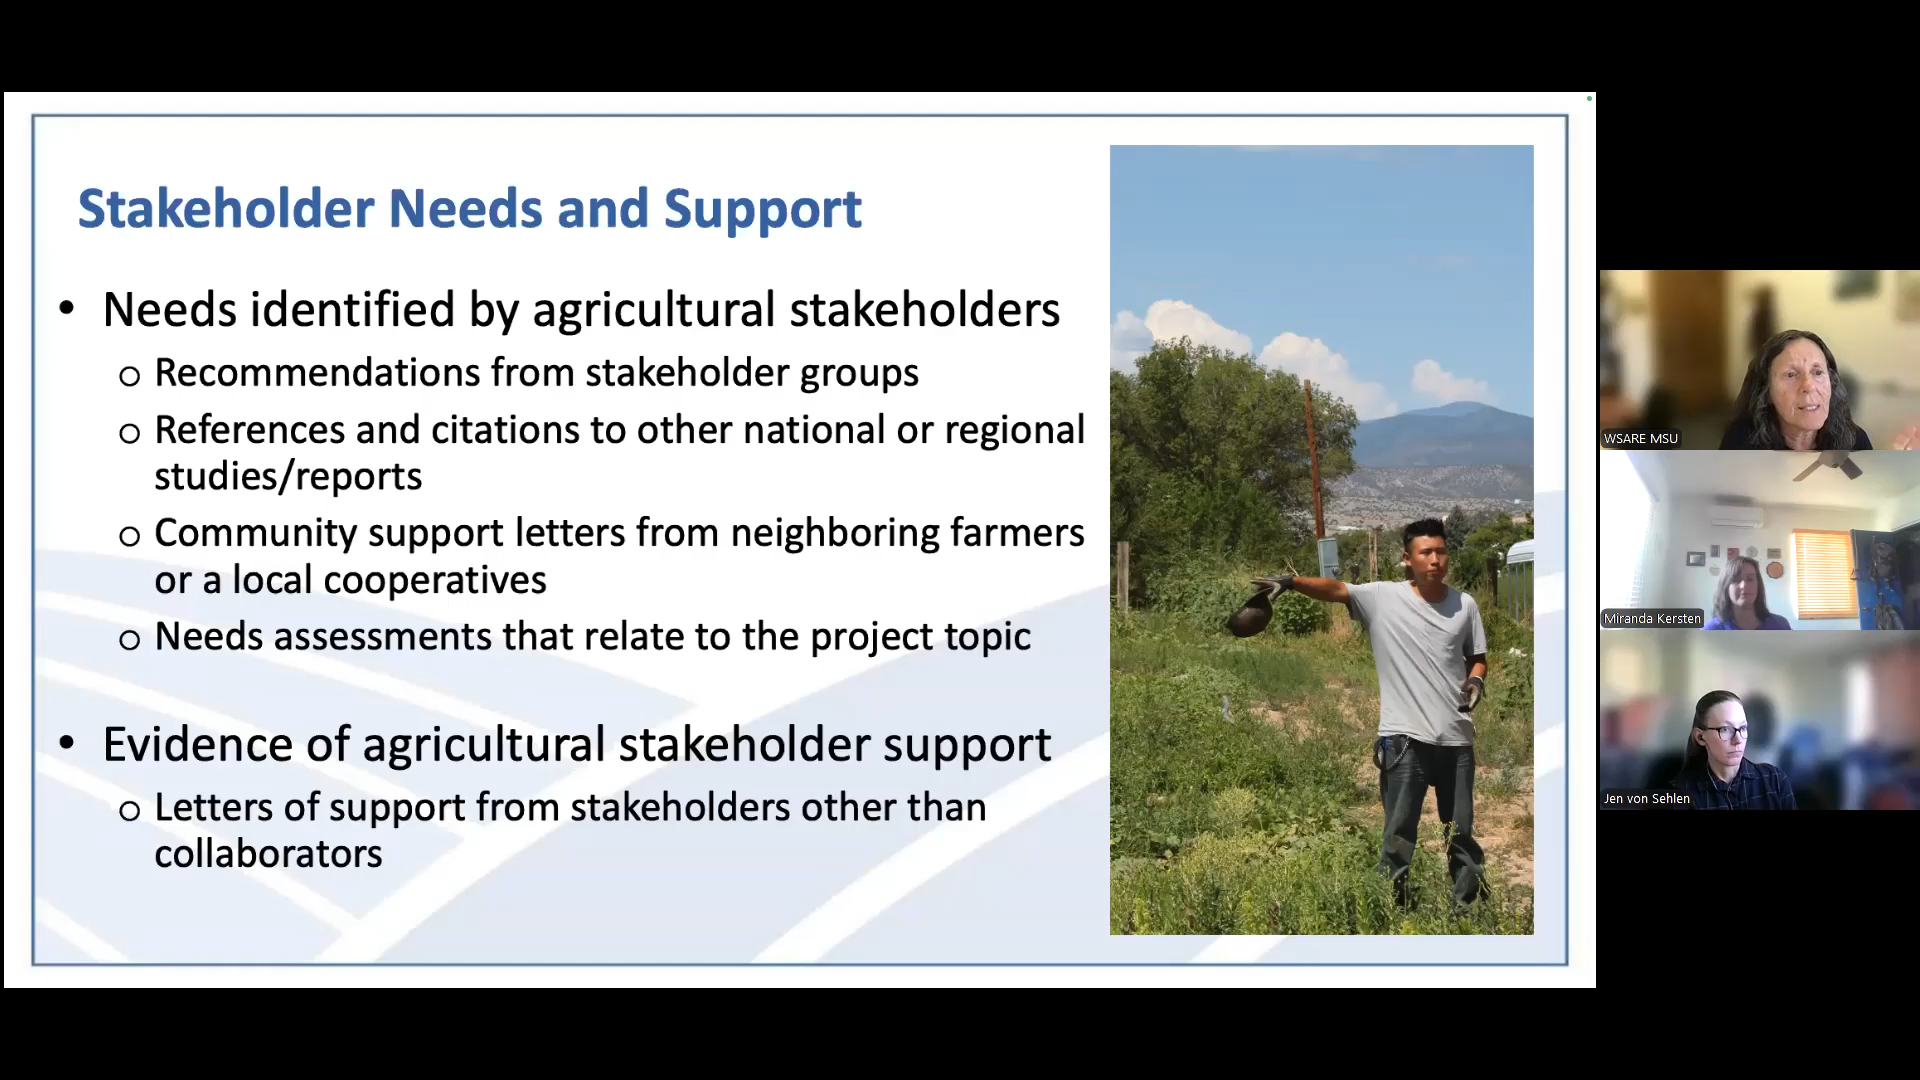 Stakeholder Needs and Support
• Needs identified by agricultural stakeholders
o Recommendations from stakeholder groups
o References and citations to other national or regional
studies/reports
o Community support letters from neighboring farmers
or a local cooperatives
o Needs assessments that relate to the project topic
• Evidence of agricultural stakeholder support
o Letters of support from stakeholders other than
collaborators
WSARE MSU
Miranda Kersten
Jen von Sehlen